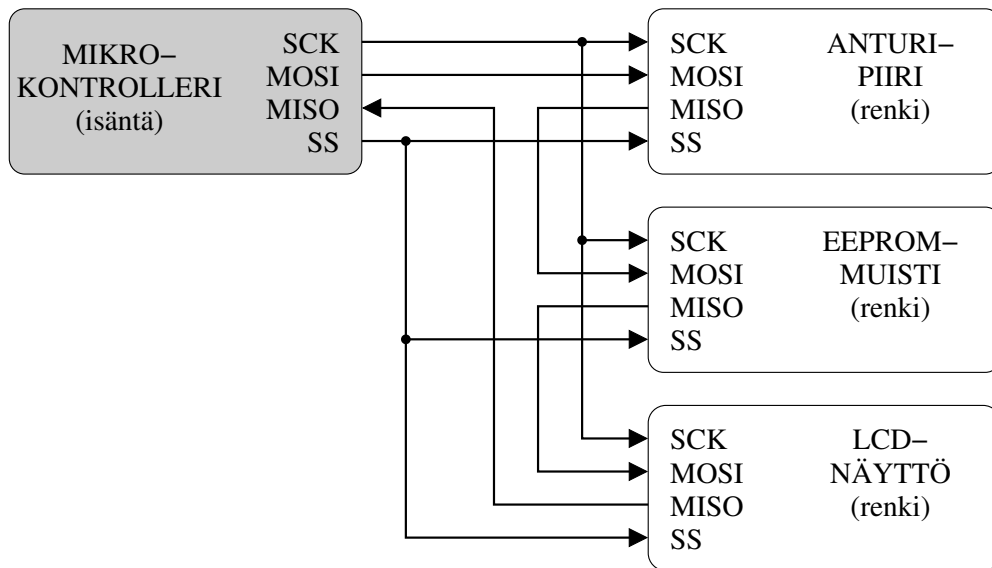 MIKRO–
KONTROLLERI
(isäntä)
SCK
MOSI
MISO
SS
SCK
MOSI
MISO
SS
ANTURI–
PIIRI
(renki)
SCK
MOSI
MISO
SS
EEPROM–
MUISTI
(renki)
SCK
MOSI
MISO
SS
LCD–
NÄYTTÖ
(renki)